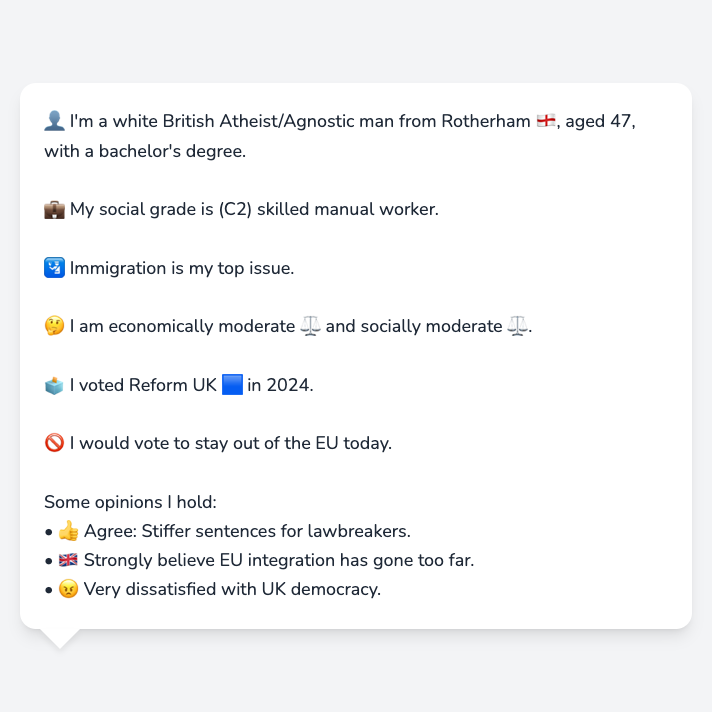 👤 I'm a white British Atheist/Agnostic man from Rotherham 🏴󠁧󠁢󠁥󠁮󠁧󠁿, aged 47,
with a bachelor's degree.
💼 My social grade is (C2) skilled manual worker.
🛂 Immigration is my top issue.
🤔 I am economically moderate ⚖️ and socially moderate ⚖️.
🗳️ I voted Reform UK 🟦 in 2024.
🚫 I would vote to stay out of the EU today.
Some opinions I hold:
• 👍 Agree: Stiffer sentences for lawbreakers.
• 🇬🇧 Strongly believe EU integration has gone too far.
• 😠 Very dissatisfied with UK democracy.